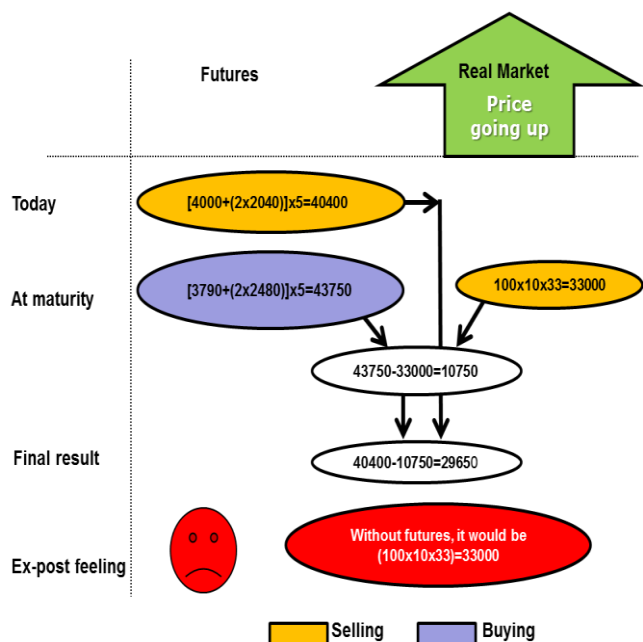 Futures
Real Market
Price
going up
Today
[4000+(2x2040)]x5=40400
At maturity
[3790+(2x2480)]x5=43750
100x10x33=33000
43750-33000=10750
Final result
40400-10750=29650
Ex-post feeling
Without futures, it would be
(100x10x33)=33000
Selling
Buying